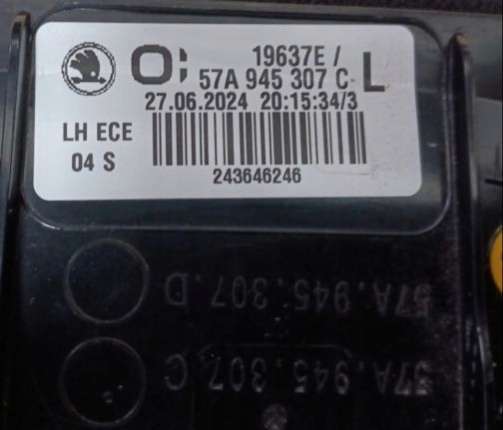 19637E /
57A 945 307 C L
27.06.2024 20:15:34/3
LH ECE
04 S
243646246
57A.945.307.D
57A.945.307.C